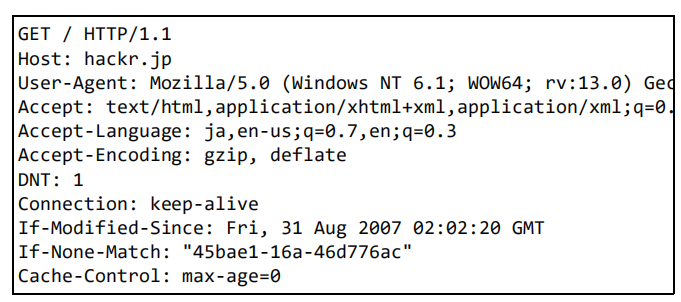 GET / HTTP/1.1
Host: hackr.jp
User-Agent: Mozilla/5.0 (Windows NT 6.1; WOW64; rv:13.0) Gec
Accept: text/html,application/xhtml+xml,application/xml;q=0.
Accept-Language: ja,en-us;q=0.7,en;q=0.3
Accept-Encoding: gzip, deflate
DNT: 1
Connection: keep-alive
If-Modified-Since: Fri, 31 Aug 2007 02:02:20 GMT
If-None-Match: "45bae1-16a-46d776ac"
Cache-Control: max-age=0